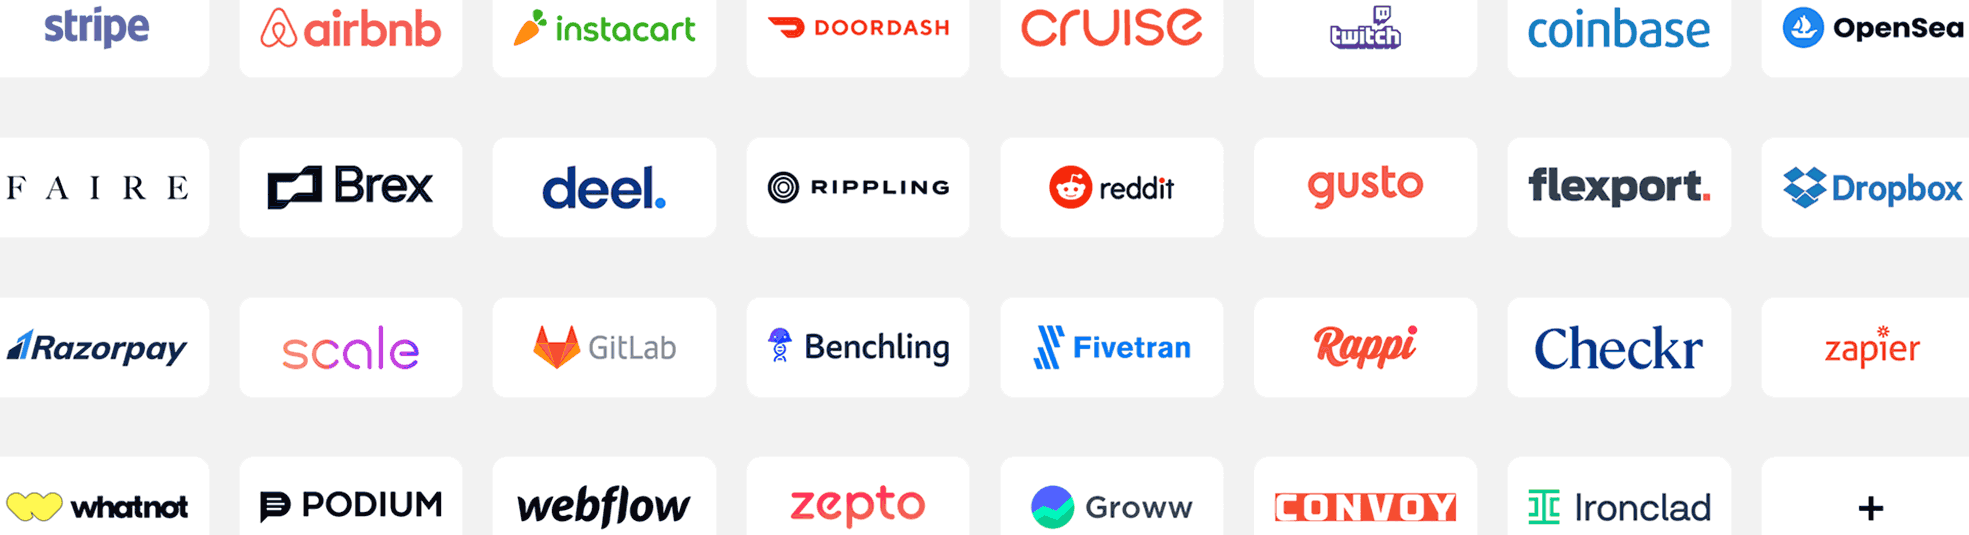 stripe
airbnb
instacart
DOORDASH
cruise
twitch
coinbase
OpenSea
FAIRE
Brex
deel.
RIPPLING
reddit
gusto
flexport.
Dropbox
Razorpay
scale
GitLab
Benchling
Fivetran
Rappi
Checkr
zapier
whatnot
PODIUM
webflow
zepto
Groww
CONVOY
Ironclad
+